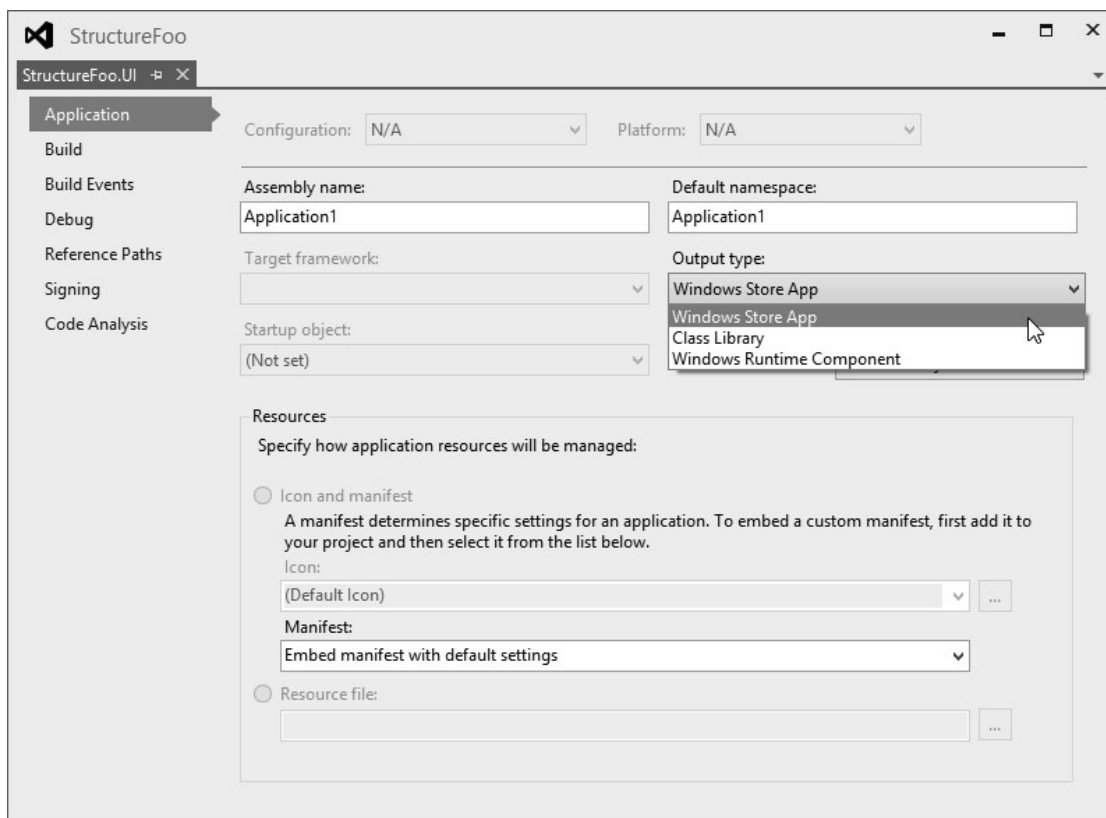 StructureFoo
StructureFoo.UI
Application
Build
Build Events
Debug
Reference Paths
Signing
Code Analysis
Configuration: N/A Platform: N/A
Assembly name: Default namespace:
Application1 Application1
Target framework: Output type:
Windows Store App
Windows Store App
Class Library
Windows Runtime Component
Startup object:
(Not set)
Resources
Specify how application resources will be managed:
Icon and manifest
A manifest determines specific settings for an application. To embed a custom manifest, first add it to
your project and then select it from the list below.
Icon:
(Default Icon) ...
Manifest:
Embed manifest with default settings
Resource file:
...